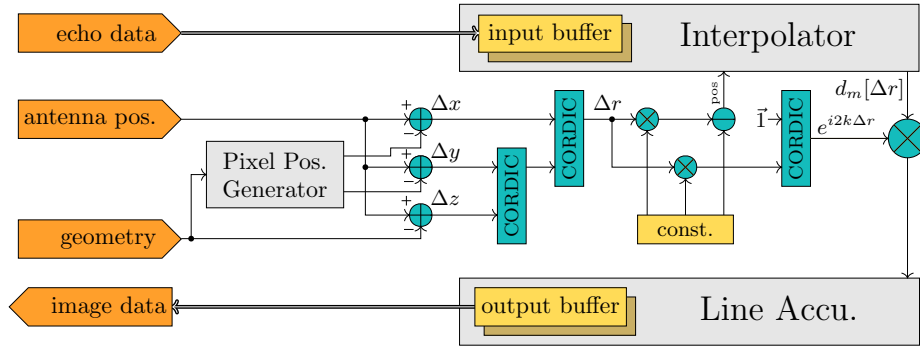 echo data
input buffer
Interpolator
pos
d_m[Δr]
antenna pos.
+
Δx
−
CORDIC
Δr
×
−
1⃗
CORDIC
e^{i2kΔr}
×
Pixel Pos.
Generator
+
Δy
−
CORDIC
×
+
Δz
−
geometry
const.
image data
output buffer
Line Accu.